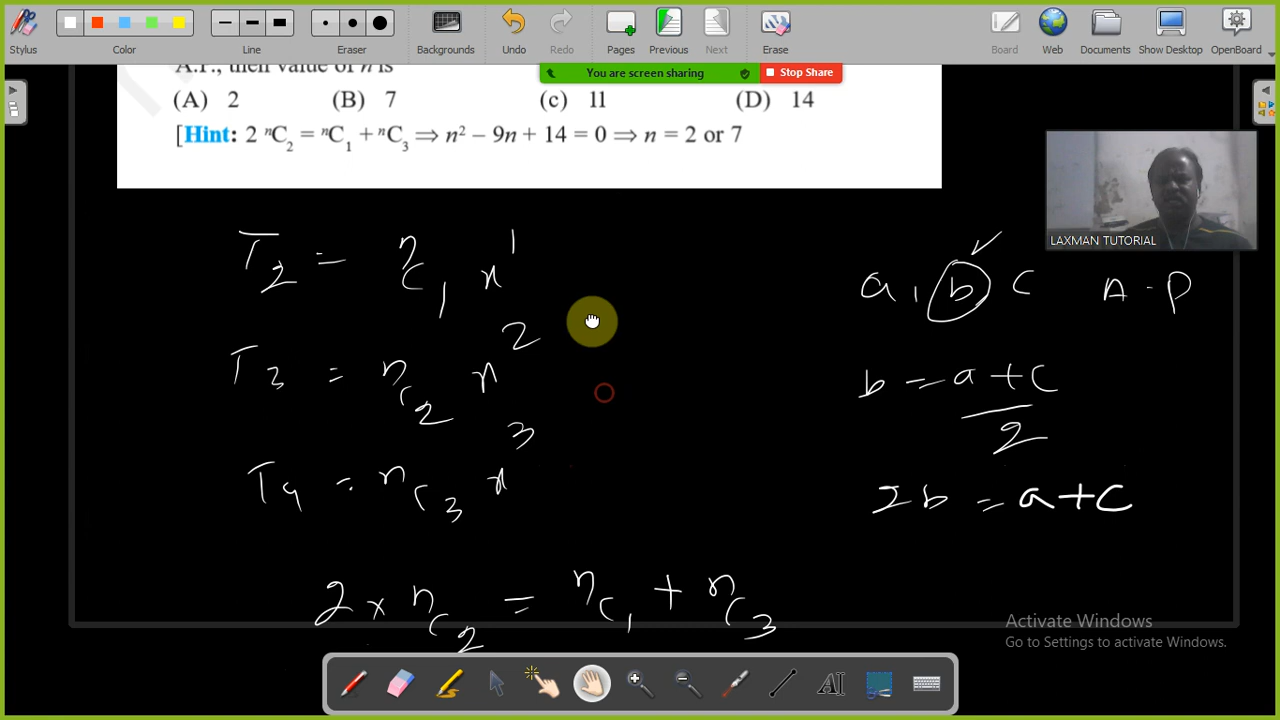 Stylus Color Line Eraser Backgrounds Undo Redo Pages Previous Next Erase Board Web Documents Show Desktop OpenBoard
You are screen sharing Stop Share
A.P., then value of n is
(A) 2 (B) 7 (c) 11 (D) 14
[Hint: 2 ⁿC₂ = ⁿC₁ + ⁿC₃ ⇒ n² – 9n + 14 = 0 ⇒ n = 2 or 7
LAXMAN TUTORIAL
T₂ = ⁿC₁ x¹
T₃ = ⁿC₂ x²
T₄ = ⁿC₃ x³
2 × ⁿC₂ = ⁿC₁ + ⁿC₃
a, b c A.P
b = a + c
2
2b = a + c
Activate Windows
Go to Settings to activate Windows.
AI